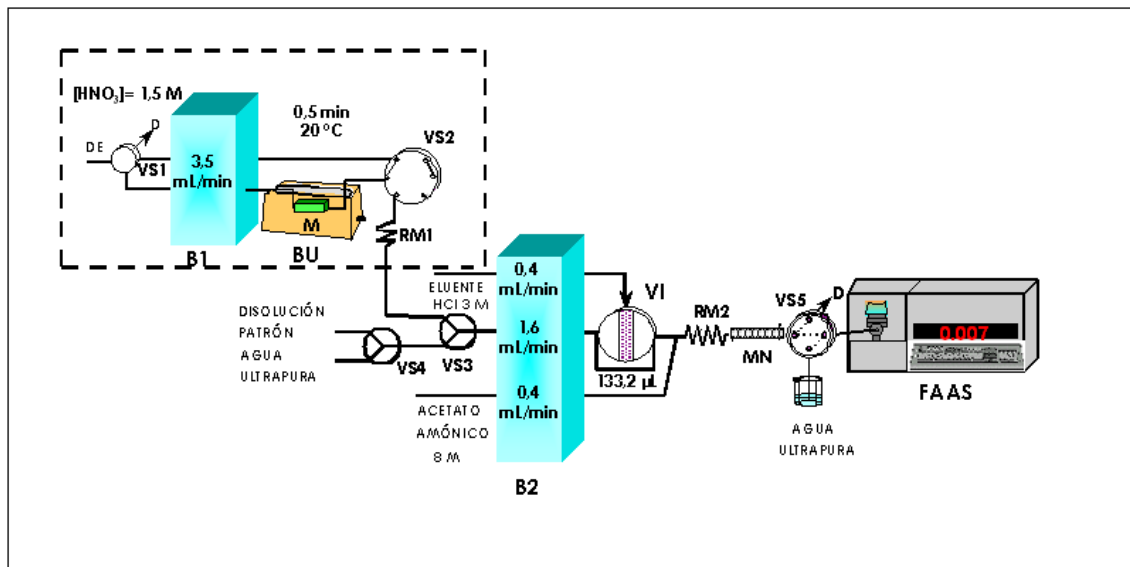 [HNO₃]= 1,5 M
0,5 min
20 ºC
D
DE
VS1
VS2
3,5
mL/min
M
RM1
B1
BU
ELUENTE
HCl 3 M
0,4
mL/min
VI
RM2
VS5
D
DISOLUCIÓN
PATRÓN
AGUA
ULTRAPURA
VS4
VS3
1,6
mL/min
133,2 µL
MN
0.007
FAAS
ACETATO
AMÓNICO
8 M
0,4
mL/min
AGUA
ULTRAPURA
B2